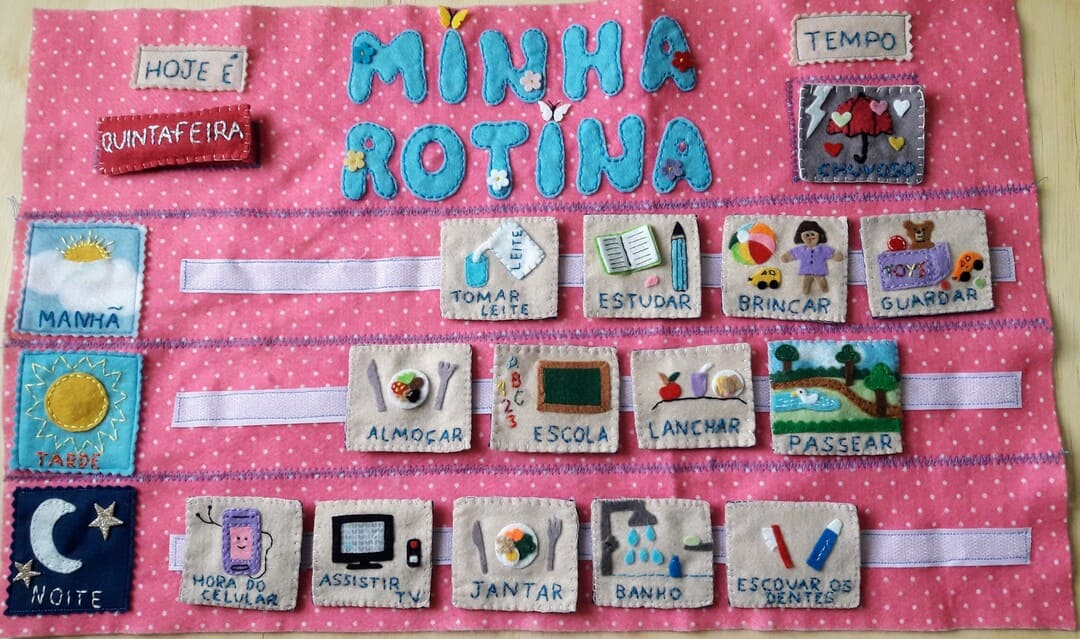 HOJE É
MINHA
ROTINA
TEMPO
QUINTAFEIRA
CHUVOSO
MANHÃ
LEITE
TOMAR
LEITE
ESTUDAR
BRINCAR
TOYS
GUARDAR
TARDE
ALMOÇAR
A
B
C
1
2
3
ESCOLA
LANCHAR
PASSEAR
NOITE
HORA DO
CELULAR
ASSISTIR
TV
JANTAR
BANHO
ESCOVAR OS
DENTES